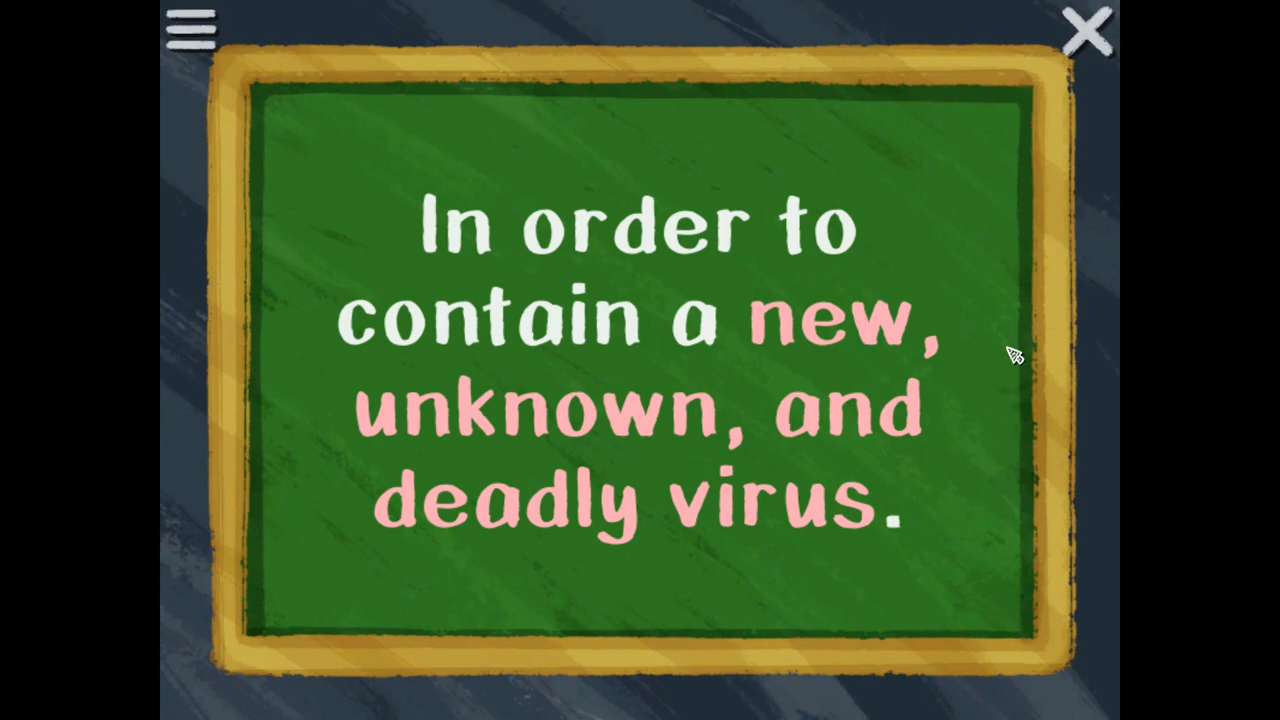 In order to
contain a new,
unknown, and
deadly virus.